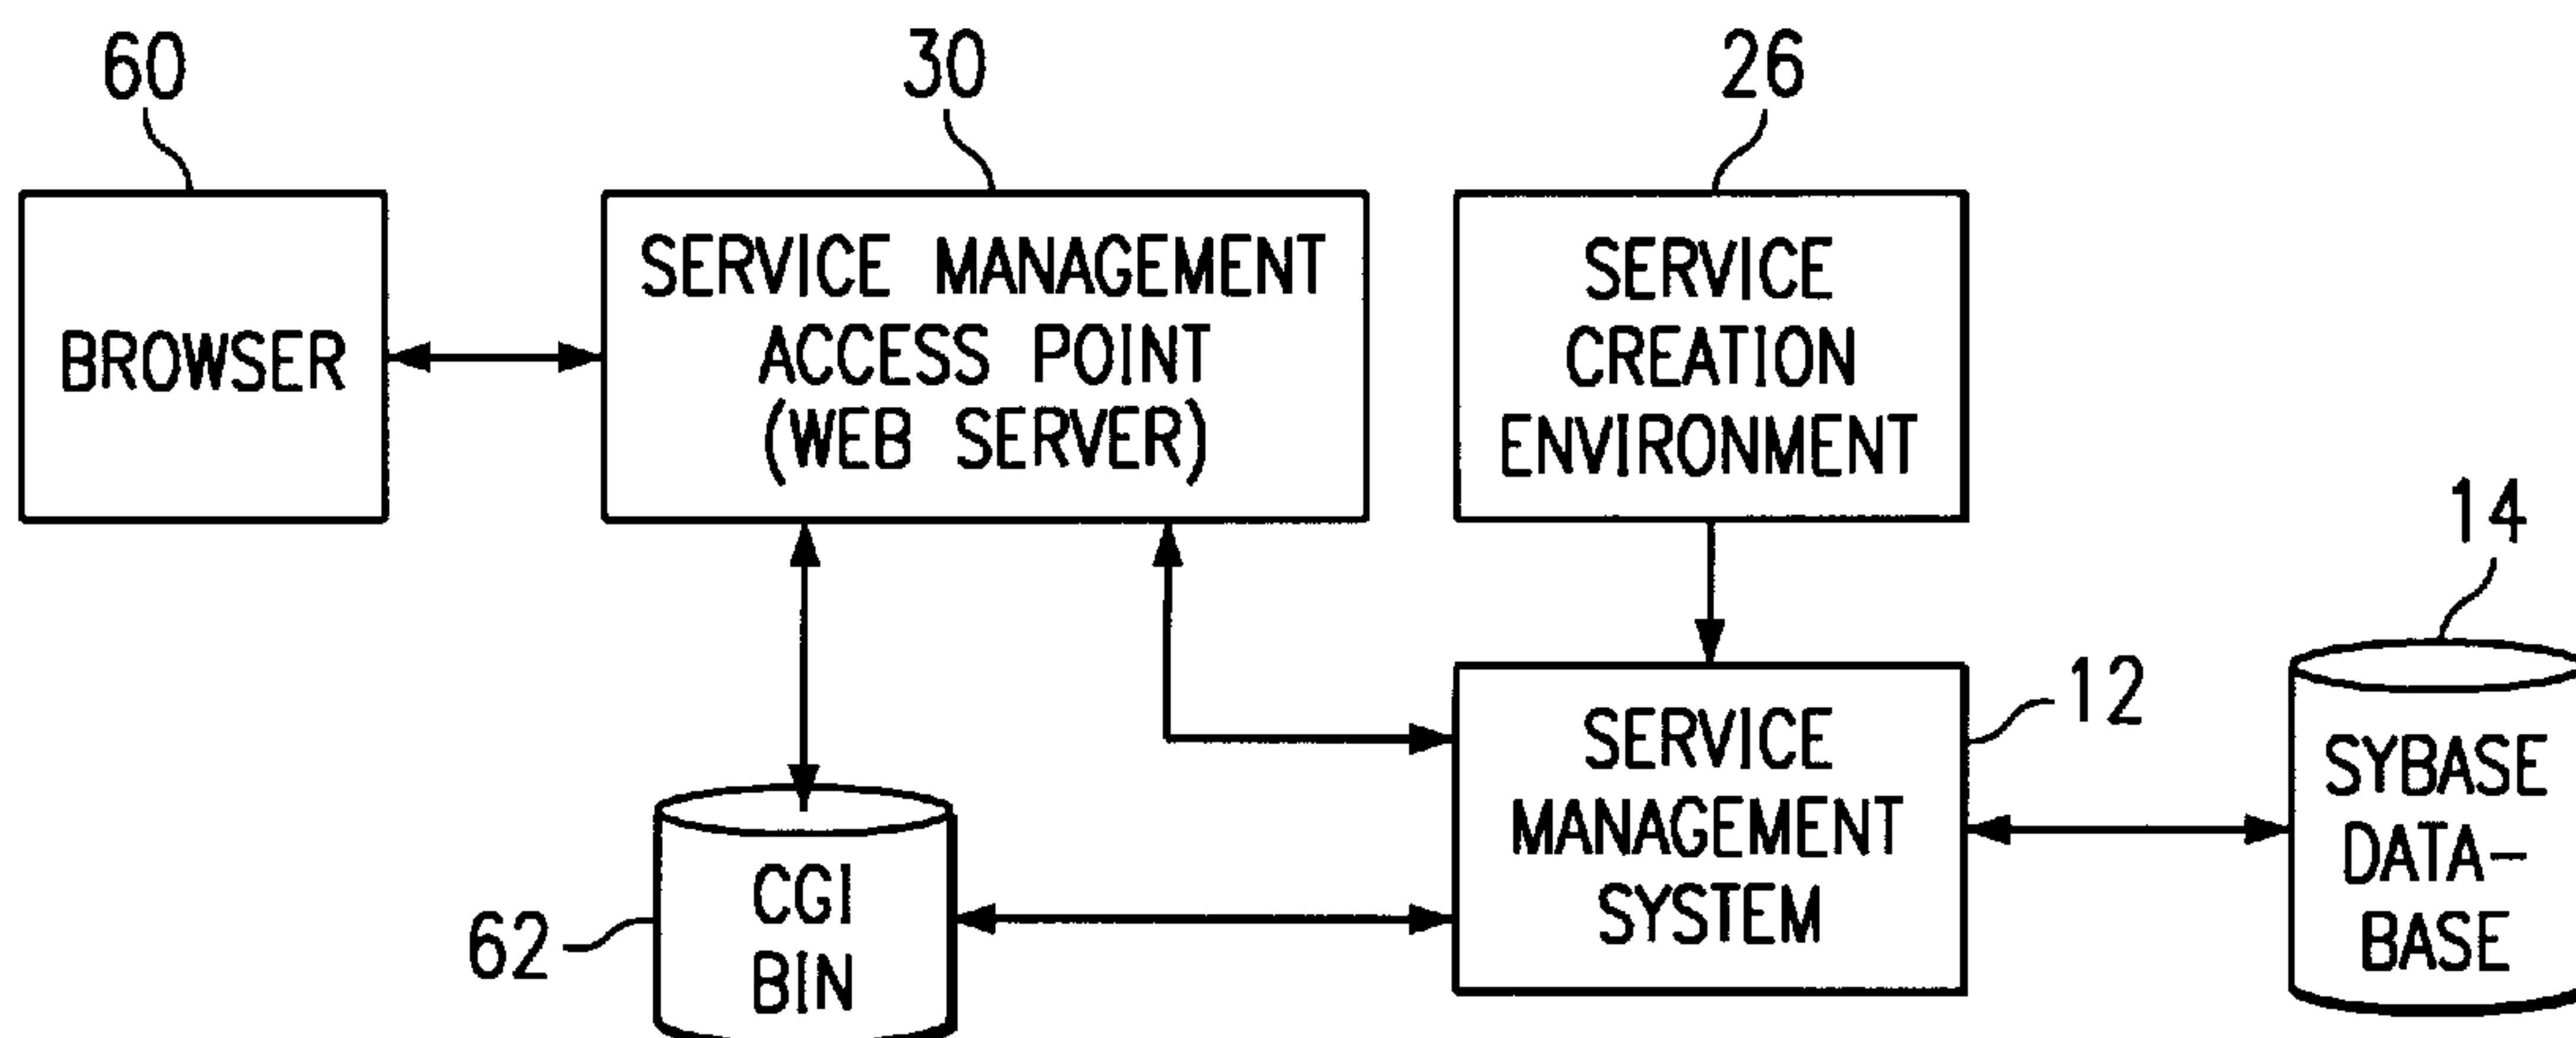 60
30
26
BROWSER
SERVICE MANAGEMENT
ACCESS POINT
(WEB SERVER)
SERVICE
CREATION
ENVIRONMENT
14
12
SERVICE
MANAGEMENT
SYSTEM
SYBASE
DATA-
BASE
62
CGI
BIN